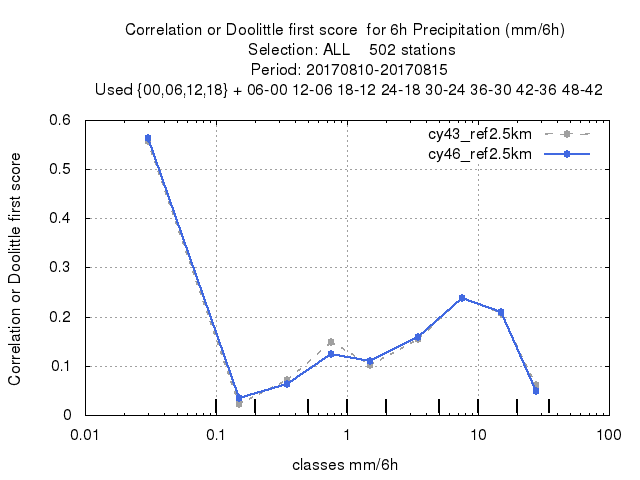 Correlation or Doolittle first score  for 6h Precipitation (mm/6h)
Selection: ALL    502 stations
Period: 20170810-20170815
Used {00,06,12,18} + 06-00 12-06 18-12 24-18 30-24 36-30 42-36 48-42
cy43_ref2.5km
cy46_ref2.5km
Correlation or Doolittle first score
0.6
0.5
0.4
0.3
0.2
0.1
0
0.01
0.1
1
10
100
classes mm/6h